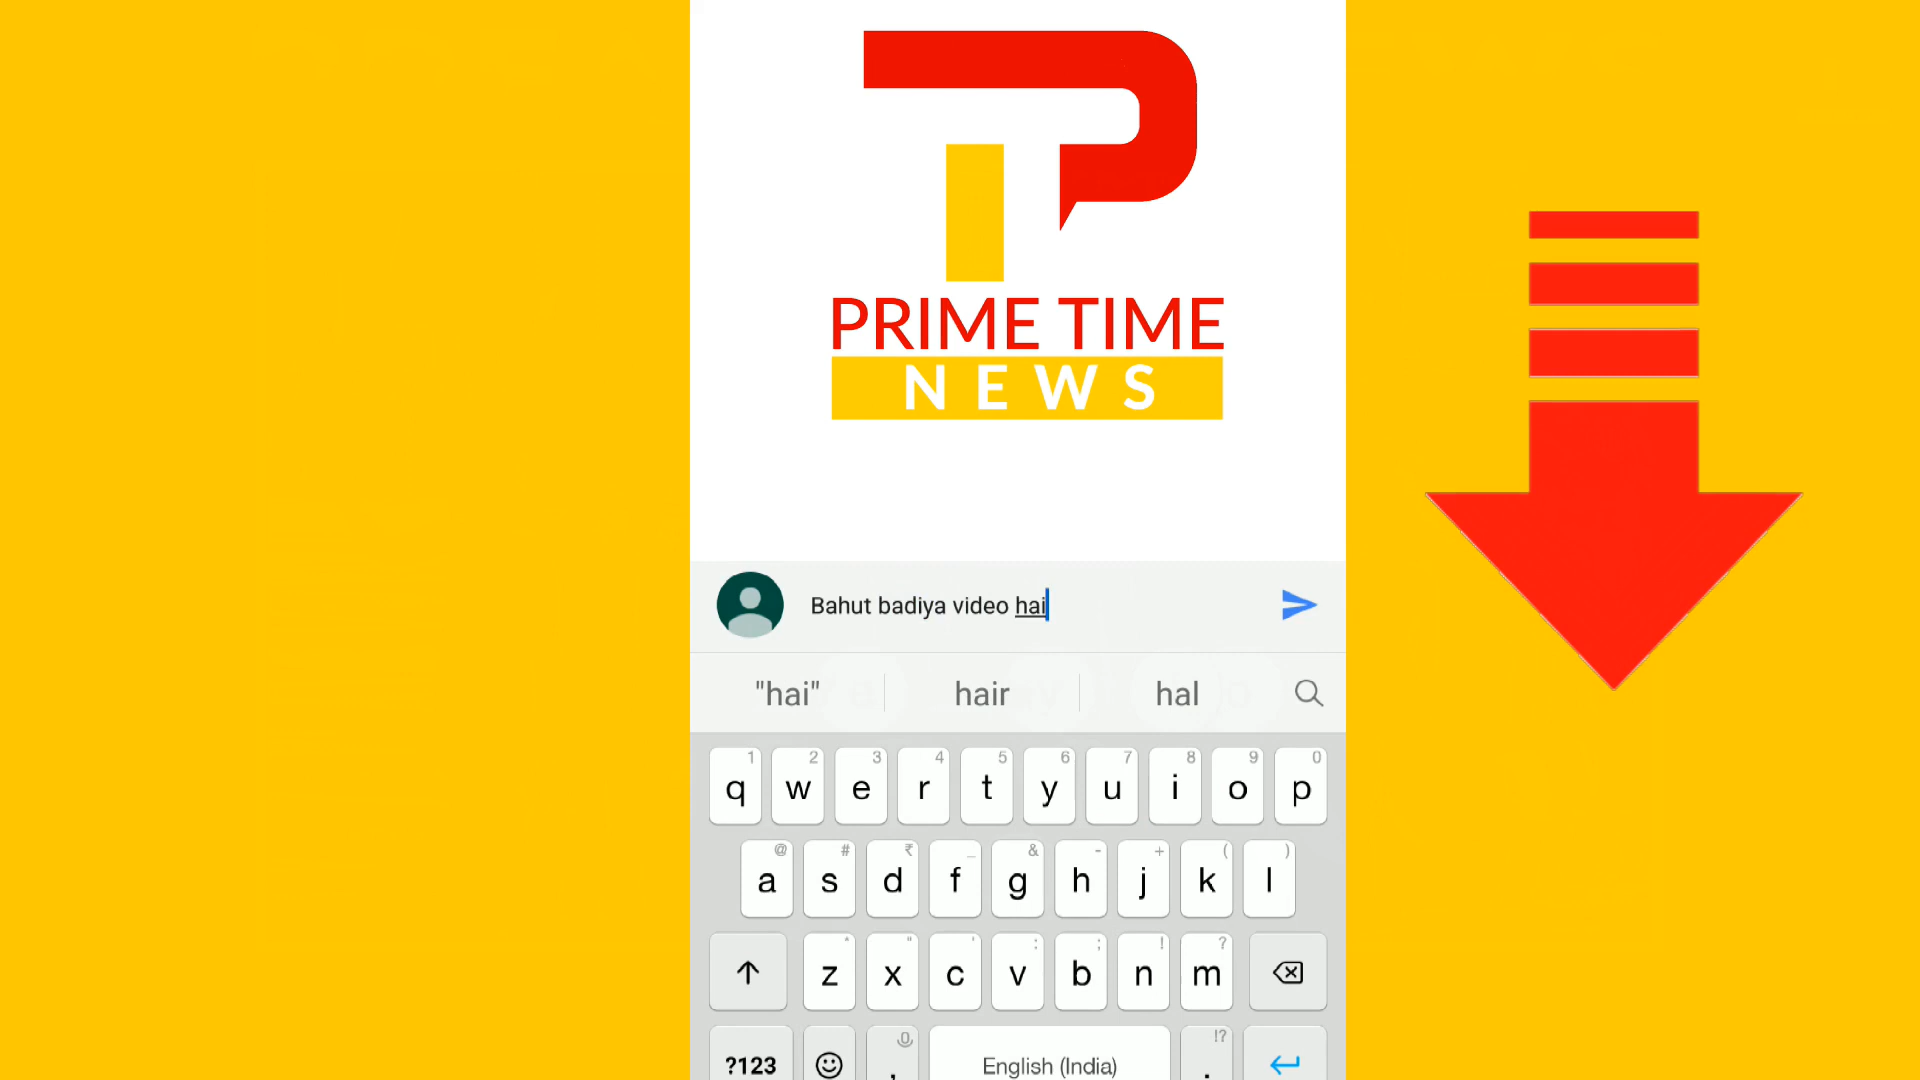 PRIME TIME
NEWS
Bahut badiya video hai
"hai" hair hal
1 2 3 4 5 6 7 8 9 0
q w e r t y u i o p
@ # ₹ _ & - + ( )
a s d f g h j k l
* " ' : ; ! ?
z x c v b n m
!?
?123 , English (India) .